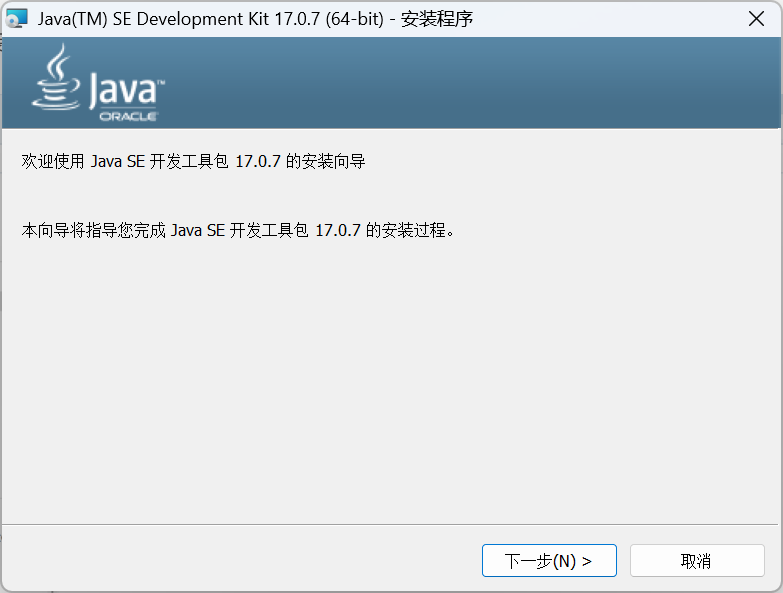 Java(TM) SE Development Kit 17.0.7 (64-bit) - 安装程序
Java™
ORACLE
欢迎使用 Java SE 开发工具包 17.0.7 的安装向导
本向导将指导您完成 Java SE 开发工具包 17.0.7 的安装过程。
下一步(N) >
取消